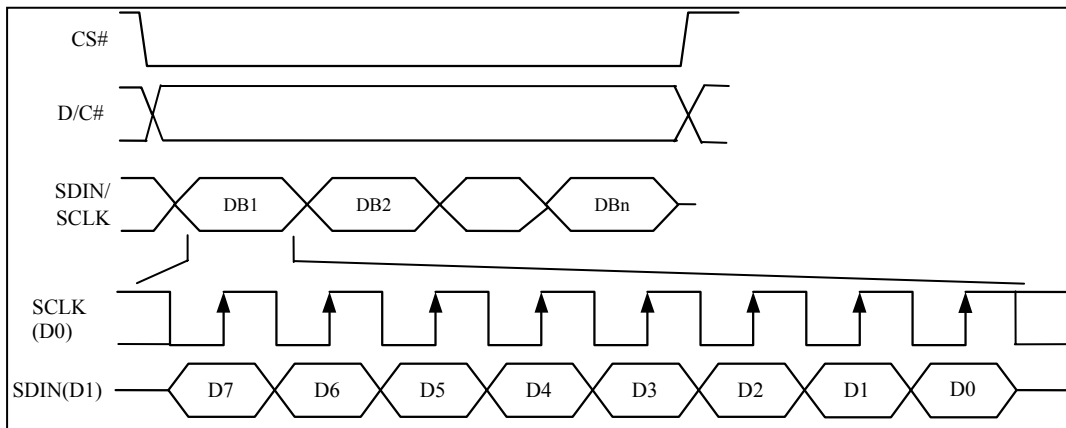 CS#
D/C#
SDIN/
SCLK
DB1 DB2 DBn
SCLK
(D0)
SDIN(D1) D7 D6 D5 D4 D3 D2 D1 D0